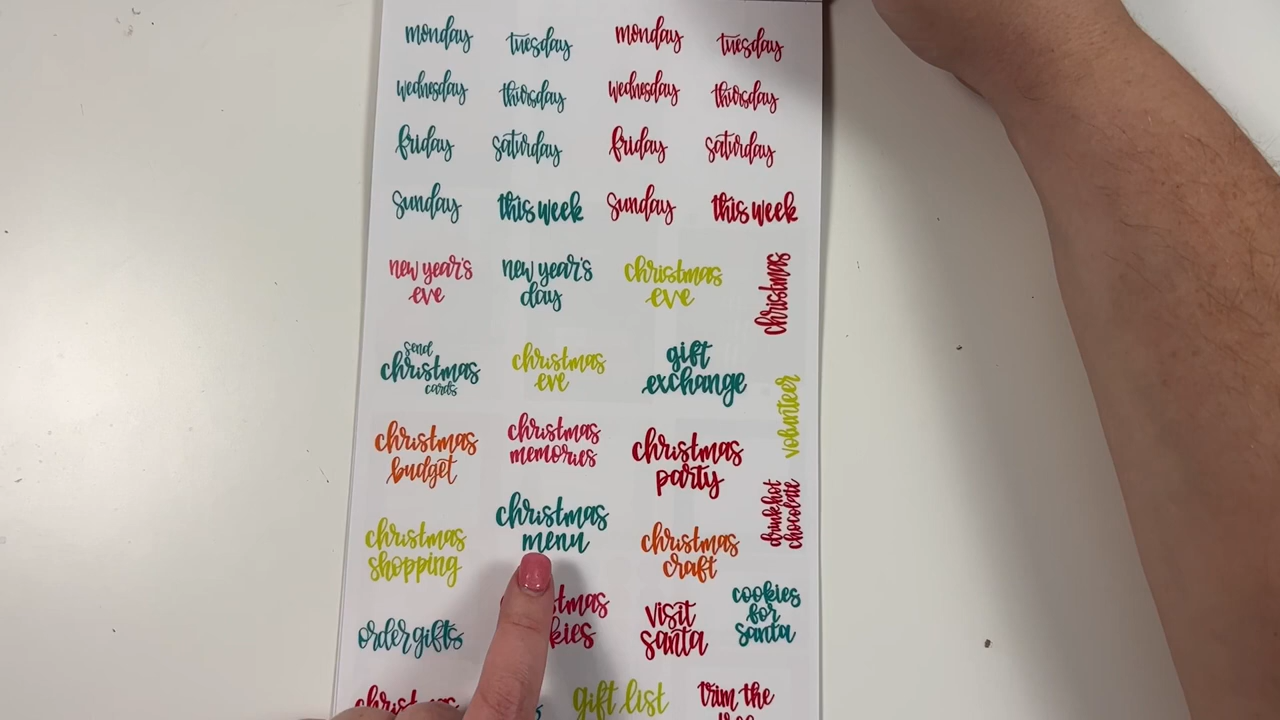 monday tuesday monday tuesday
wednesday thursday wednesday thursday
friday saturday friday saturday
sunday this week sunday this week
new year's
eve
new year's
day
christmas
eve
christmas
send
christmas
cards
christmas
eve
gift
exchange
volunteer
christmas
budget
christmas
memories
christmas
party
drink hot
chocolate
christmas
shopping
christmas
menu
christmas
craft
order gifts
visit
santa
cookies
for
santa
christmas
gift list
trim the